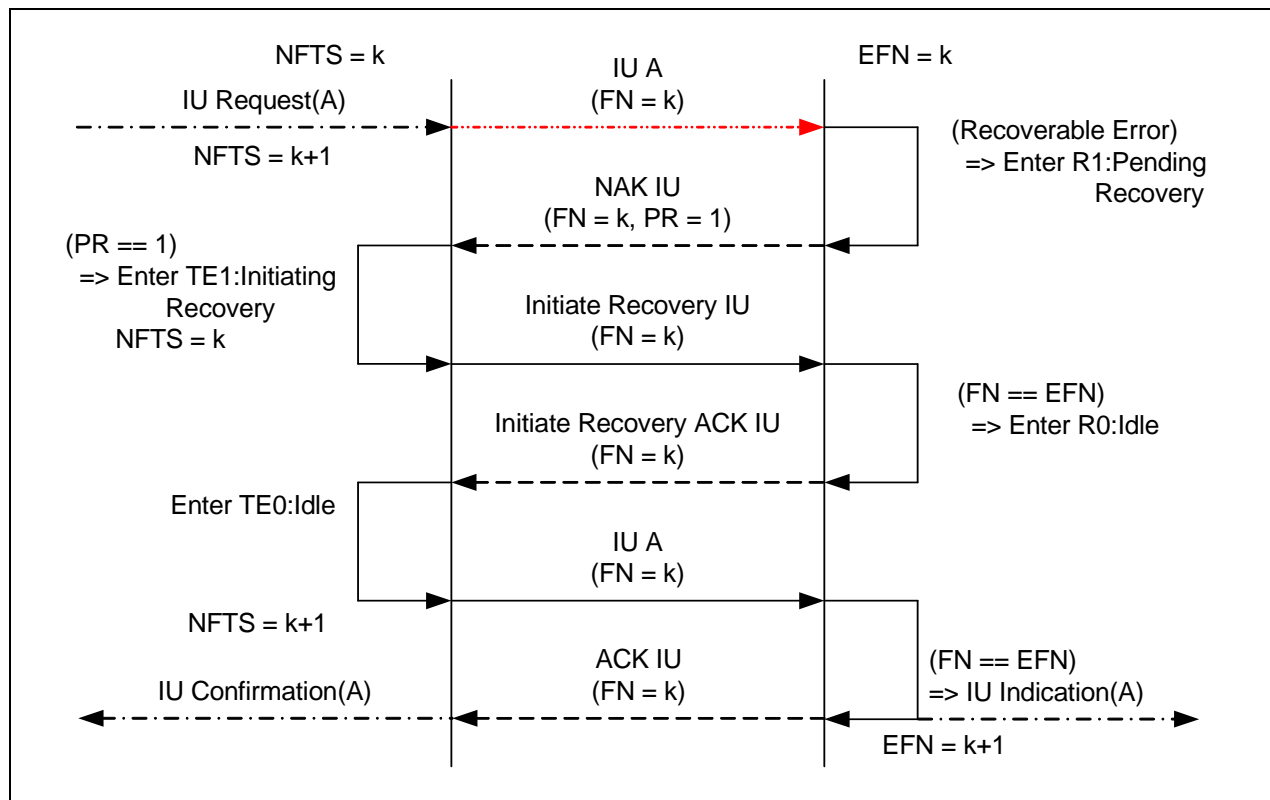 NFTS = k
EFN = k
IU A
(FN = k)
IU Request(A)
NFTS = k+1
(Recoverable Error)
=> Enter R1:Pending
Recovery
NAK IU
(FN = k, PR = 1)
(PR == 1)
=> Enter TE1:Initiating
Recovery
NFTS = k
Initiate Recovery IU
(FN = k)
(FN == EFN)
=> Enter R0:Idle
Initiate Recovery ACK IU
(FN = k)
Enter TE0:Idle
IU A
(FN = k)
NFTS = k+1
ACK IU
(FN = k)
(FN == EFN)
=> IU Indication(A)
IU Confirmation(A)
EFN = k+1